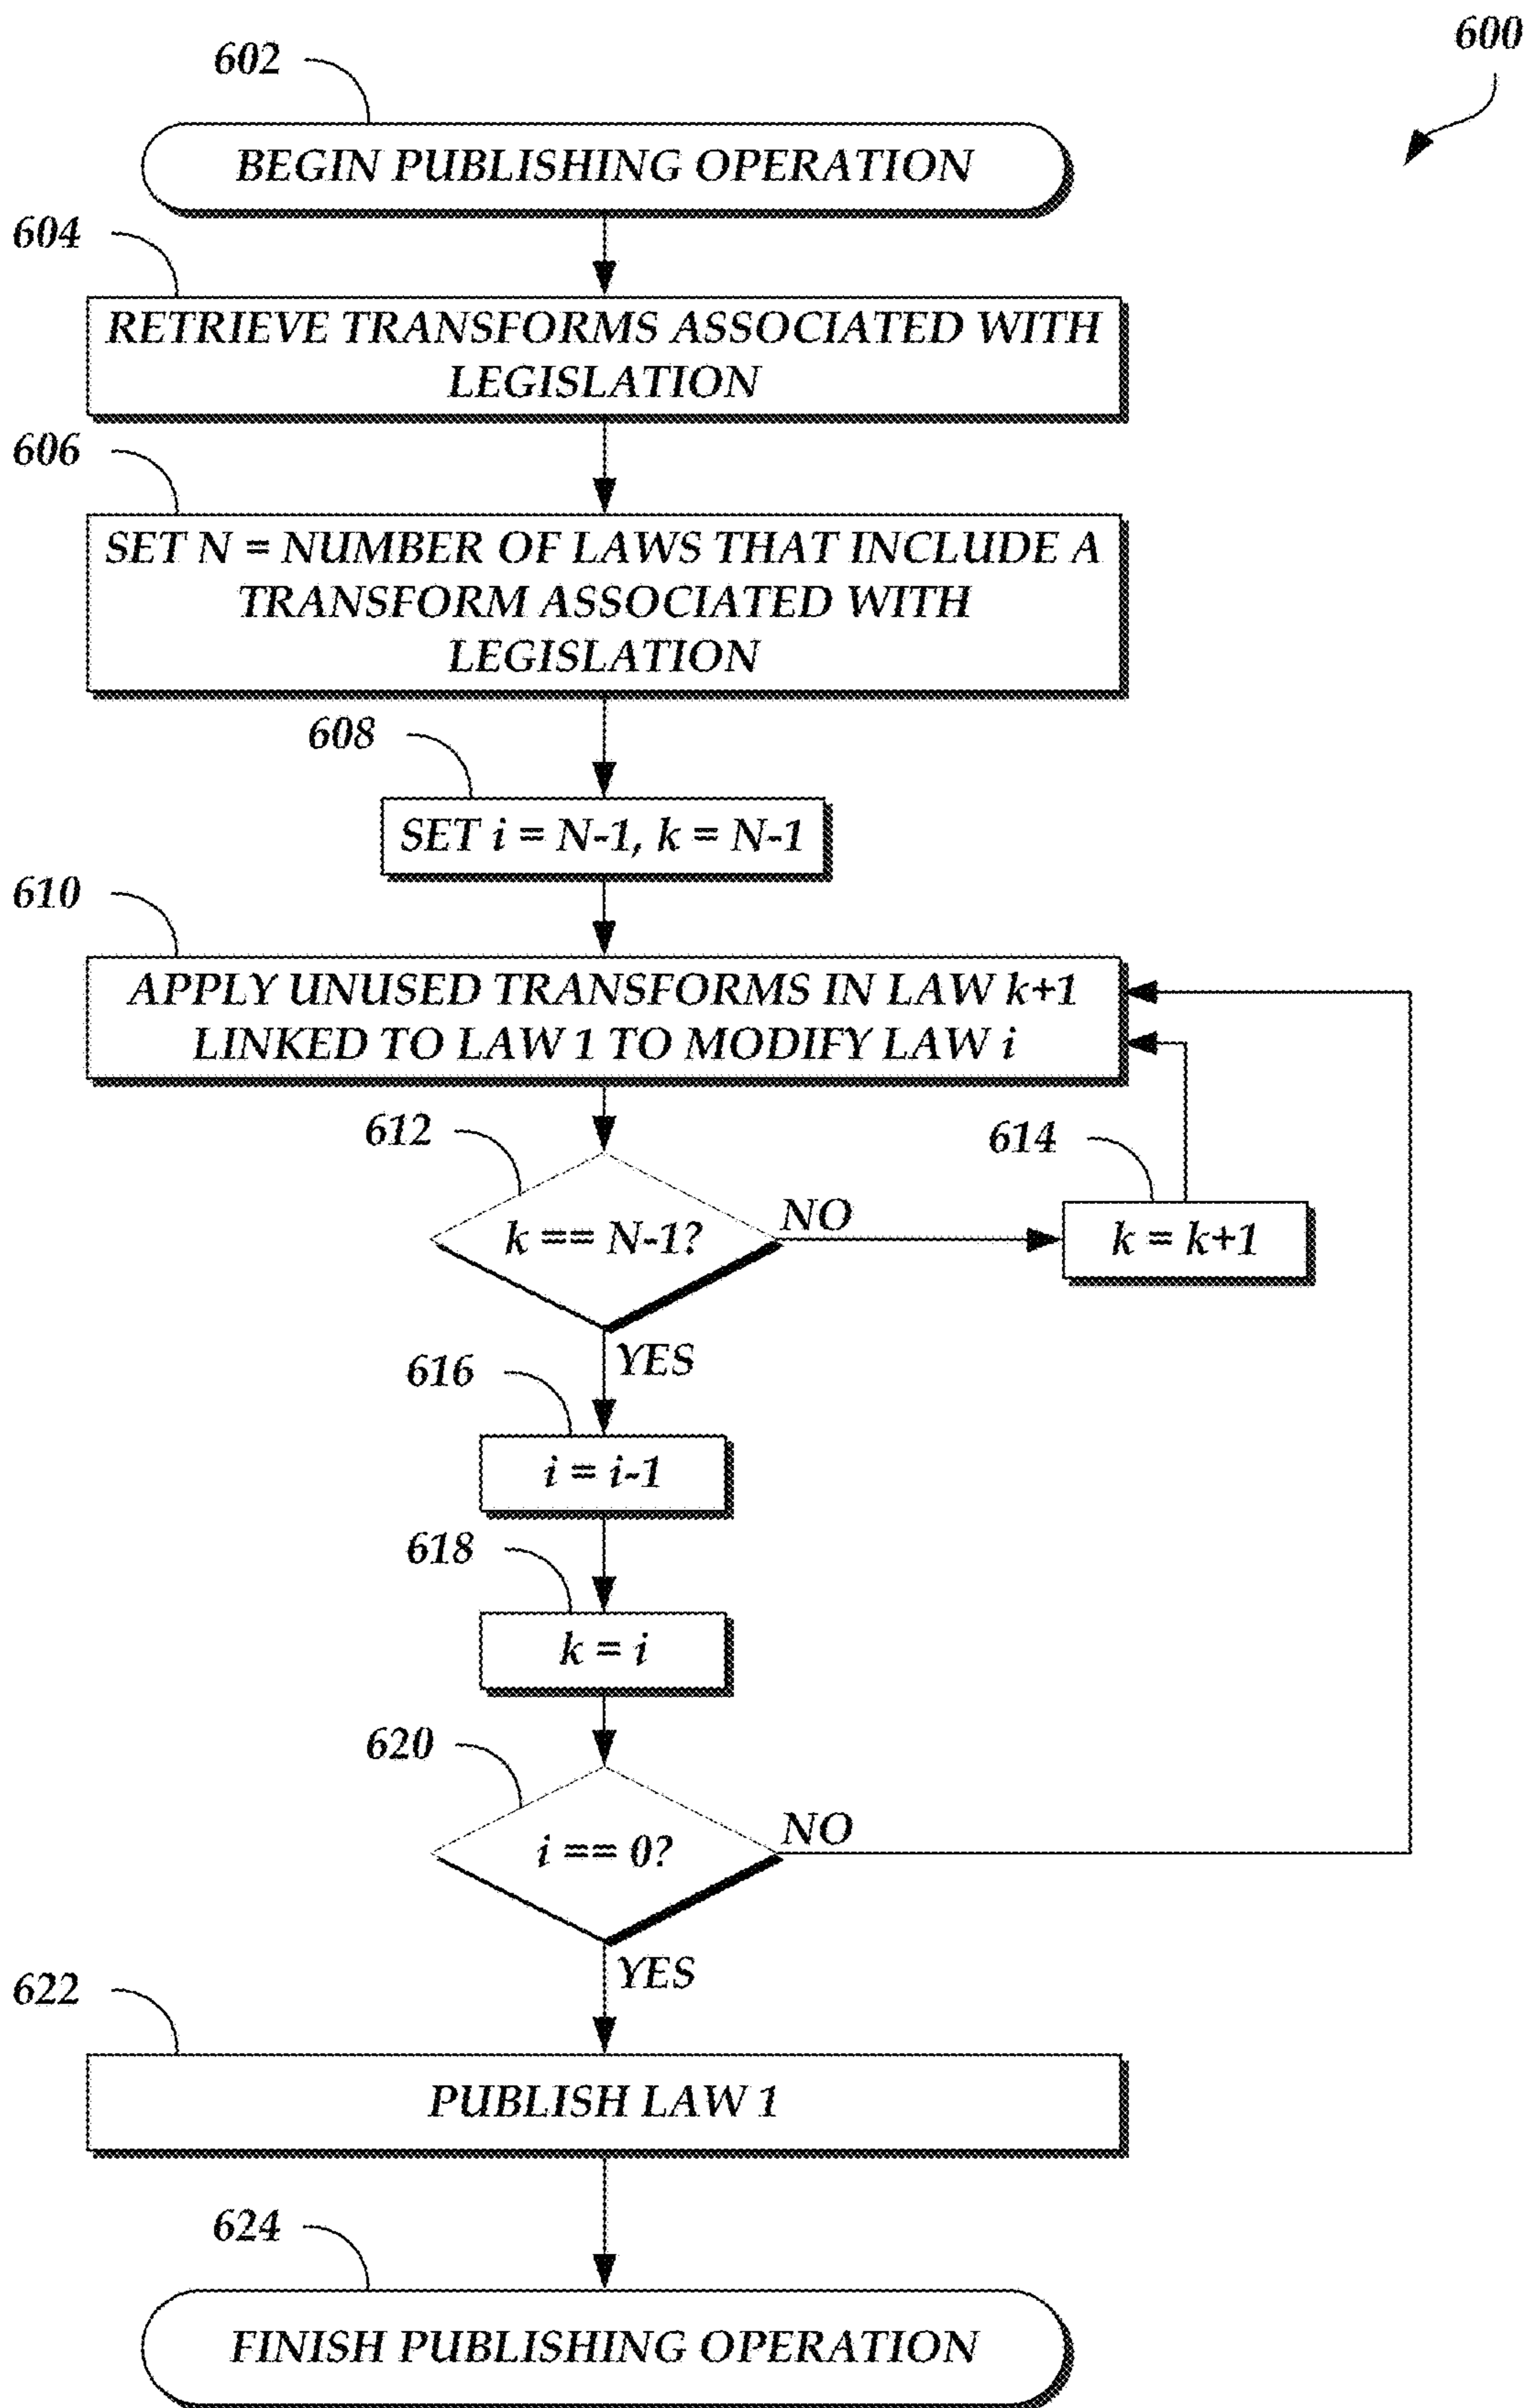 600
602
BEGIN PUBLISHING OPERATION
604
RETRIEVE TRANSFORMS ASSOCIATED WITH
LEGISLATION
606
SET N = NUMBER OF LAWS THAT INCLUDE A
TRANSFORM ASSOCIATED WITH
LEGISLATION
608
SET i = N-1, k = N-1
610
APPLY UNUSED TRANSFORMS IN LAW k+1
LINKED TO LAW 1 TO MODIFY LAW i
612
k == N-1?
NO
614
k = k+1
YES
616
i = i-1
618
k = i
620
i == 0?
NO
YES
622
PUBLISH LAW 1
624
FINISH PUBLISHING OPERATION